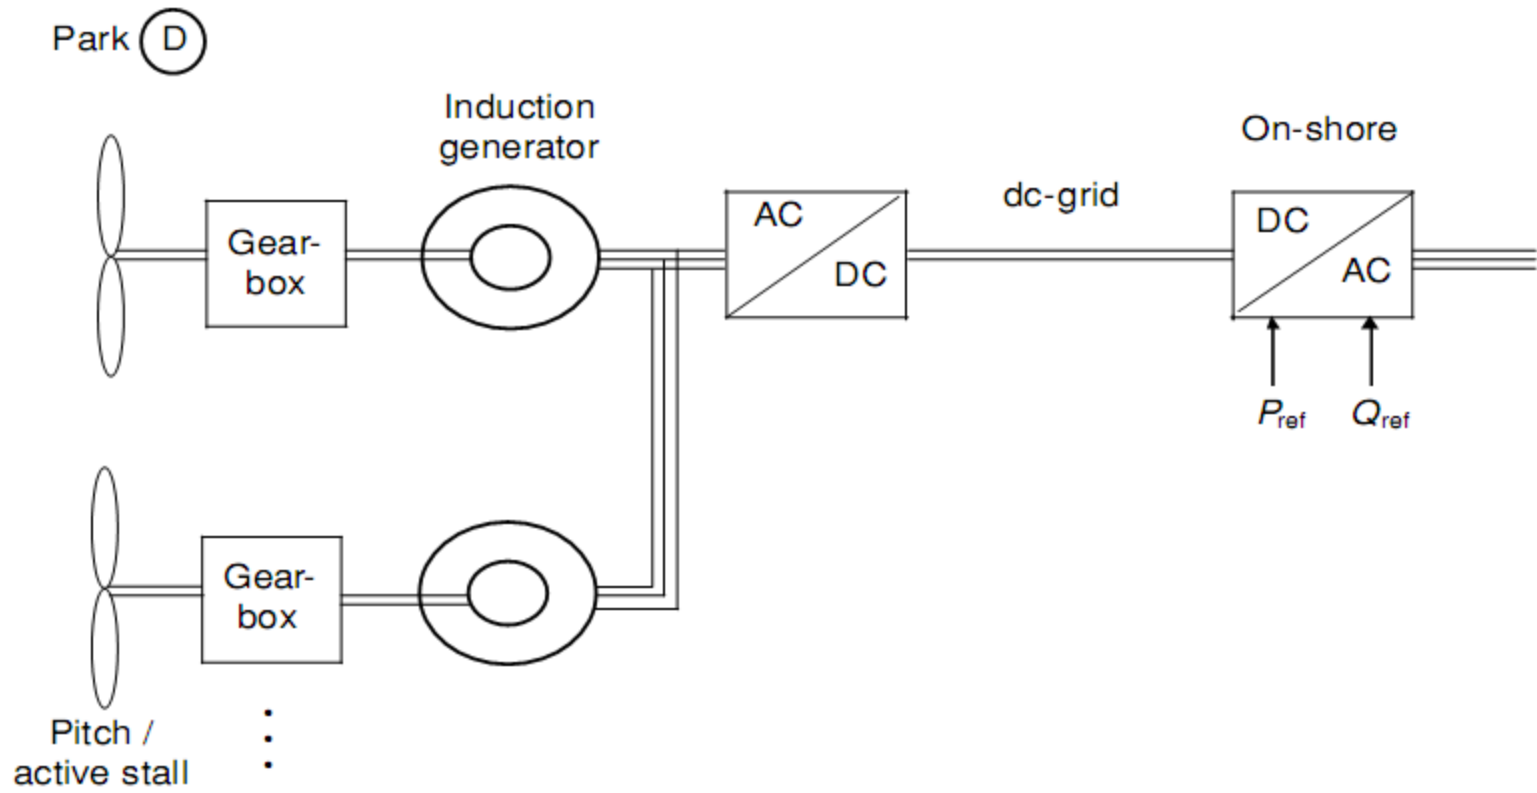 Park D
Induction
generator
On-shore
Gear-
box
AC
DC
dc-grid
DC
AC
Pref
Qref
Gear-
box
Pitch /
active stall